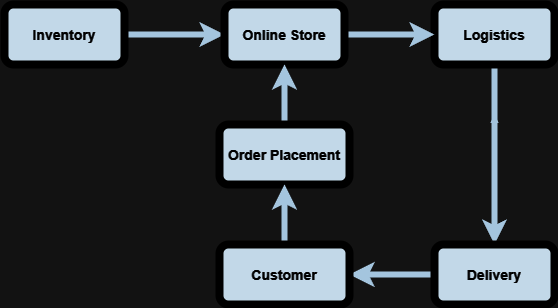 Inventory
Online Store
Logistics
Order Placement
Customer
Delivery